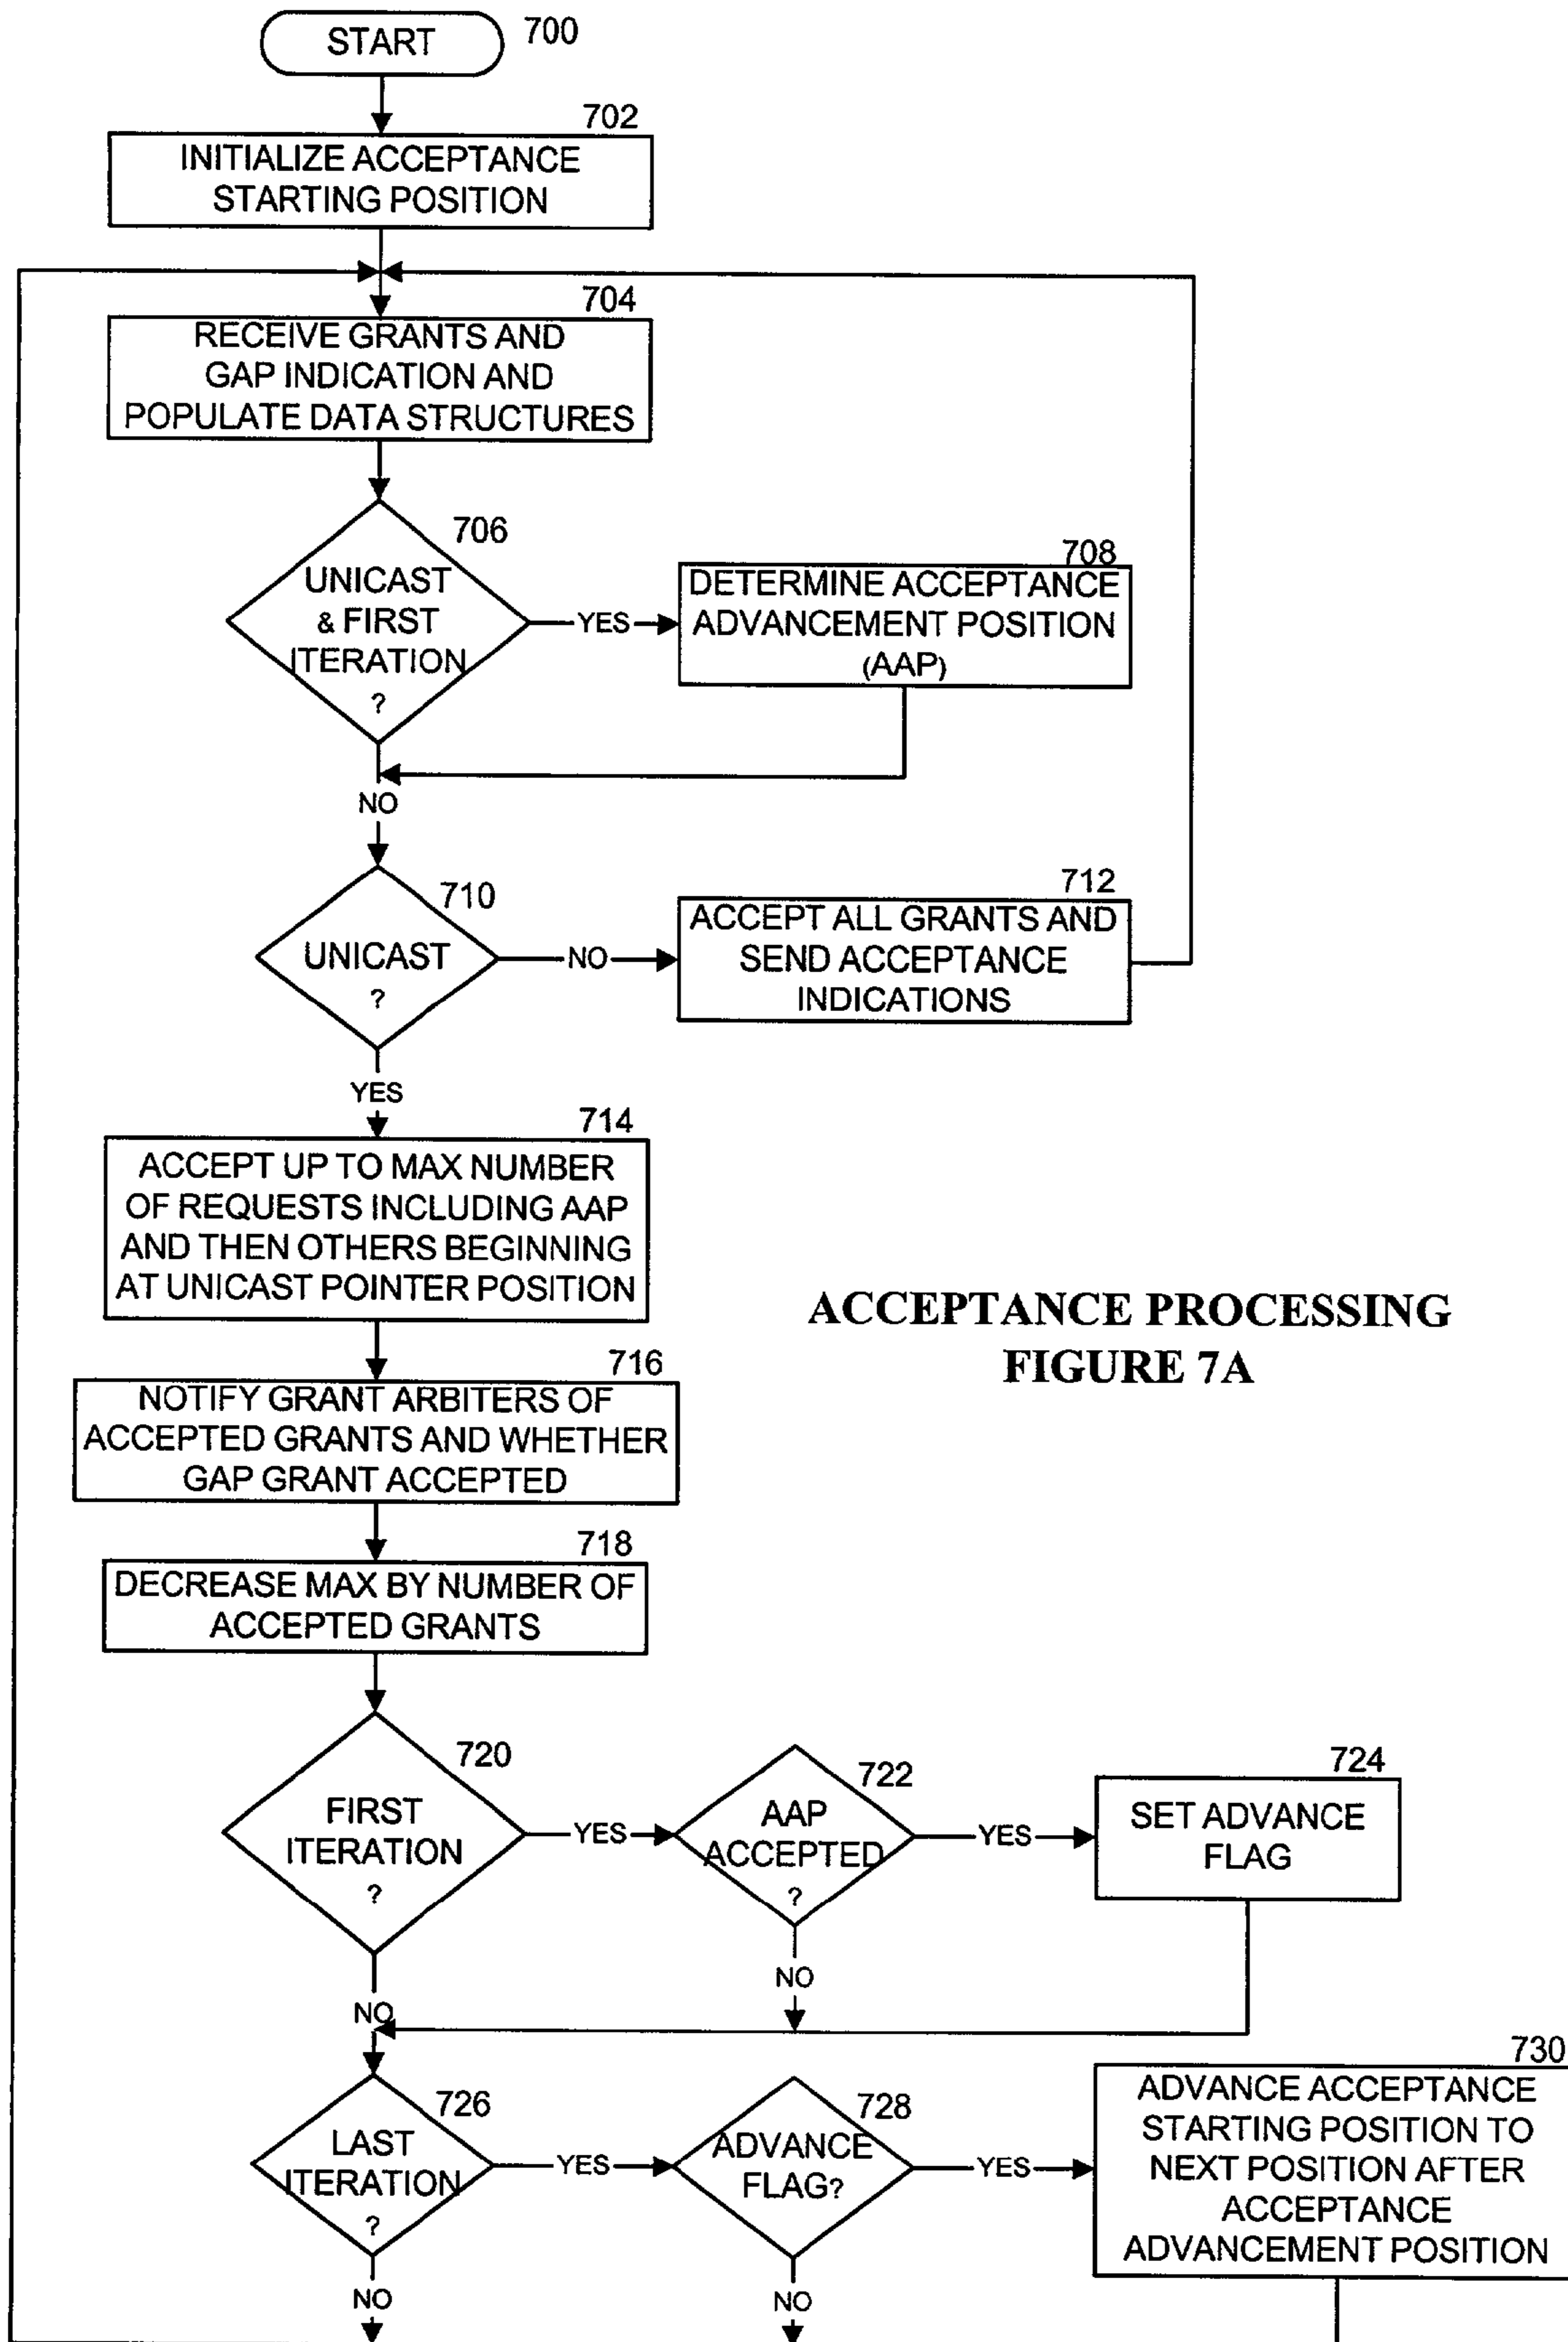 START
700
702
INITIALIZE ACCEPTANCE
STARTING POSITION
704
RECEIVE GRANTS AND
GAP INDICATION AND
POPULATE DATA STRUCTURES
706
UNICAST
& FIRST
ITERATION
?
YES
708
DETERMINE ACCEPTANCE
ADVANCEMENT POSITION
(AAP)
NO
710
UNICAST
?
NO
712
ACCEPT ALL GRANTS AND
SEND ACCEPTANCE
INDICATIONS
YES
714
ACCEPT UP TO MAX NUMBER
OF REQUESTS INCLUDING AAP
AND THEN OTHERS BEGINNING
AT UNICAST POINTER POSITION
ACCEPTANCE PROCESSING
FIGURE 7A
716
NOTIFY GRANT ARBITERS OF
ACCEPTED GRANTS AND WHETHER
GAP GRANT ACCEPTED
718
DECREASE MAX BY NUMBER OF
ACCEPTED GRANTS
720
FIRST
ITERATION
?
YES
722
AAP
ACCEPTED
?
YES
724
SET ADVANCE
FLAG
NO
NO
726
LAST
ITERATION
?
YES
728
ADVANCE
FLAG?
YES
730
ADVANCE ACCEPTANCE
STARTING POSITION TO
NEXT POSITION AFTER
ACCEPTANCE
ADVANCEMENT POSITION
NO
NO